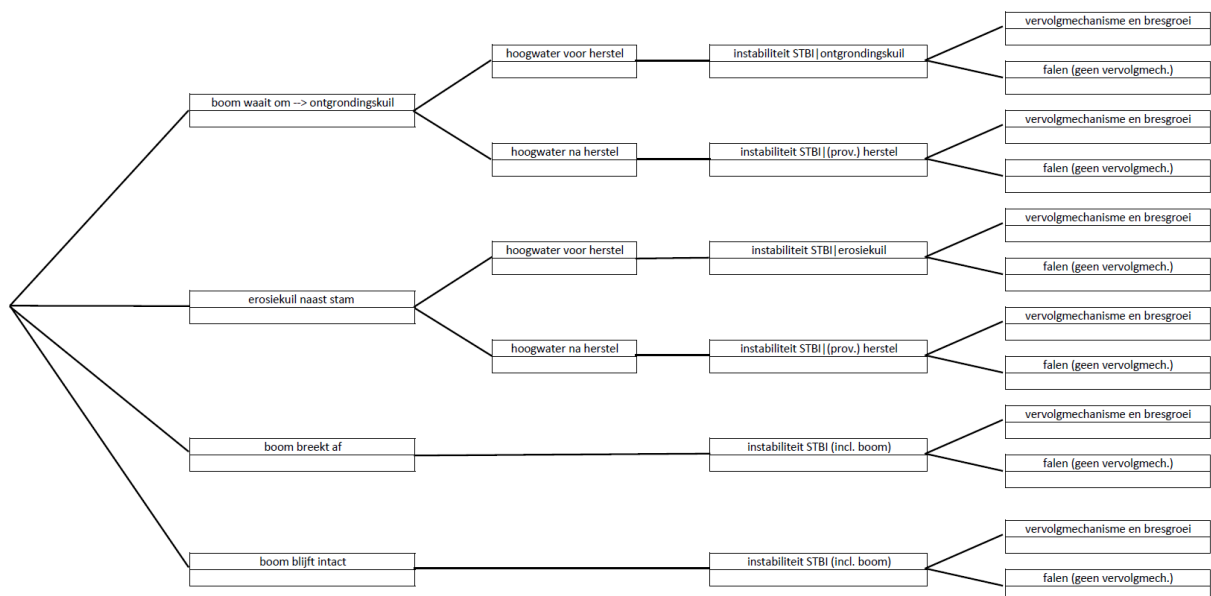 vervolgmechanisme en bresgroei
hoogwater voor herstel
instabiliteit STBI|ontgrondingskuil
falen (geen vervolgmech.)
boom waait om --> ontgrondingskuil
vervolgmechanisme en bresgroei
hoogwater na herstel
instabiliteit STBI|(prov.) herstel
falen (geen vervolgmech.)
vervolgmechanisme en bresgroei
hoogwater voor herstel
instabiliteit STBI|erosiekuil
falen (geen vervolgmech.)
erosiekuil naast stam
vervolgmechanisme en bresgroei
hoogwater na herstel
instabiliteit STBI|(prov.) herstel
falen (geen vervolgmech.)
vervolgmechanisme en bresgroei
boom breekt af
instabiliteit STBI (incl. boom)
falen (geen vervolgmech.)
vervolgmechanisme en bresgroei
boom blijft intact
instabiliteit STBI (incl. boom)
falen (geen vervolgmech.)